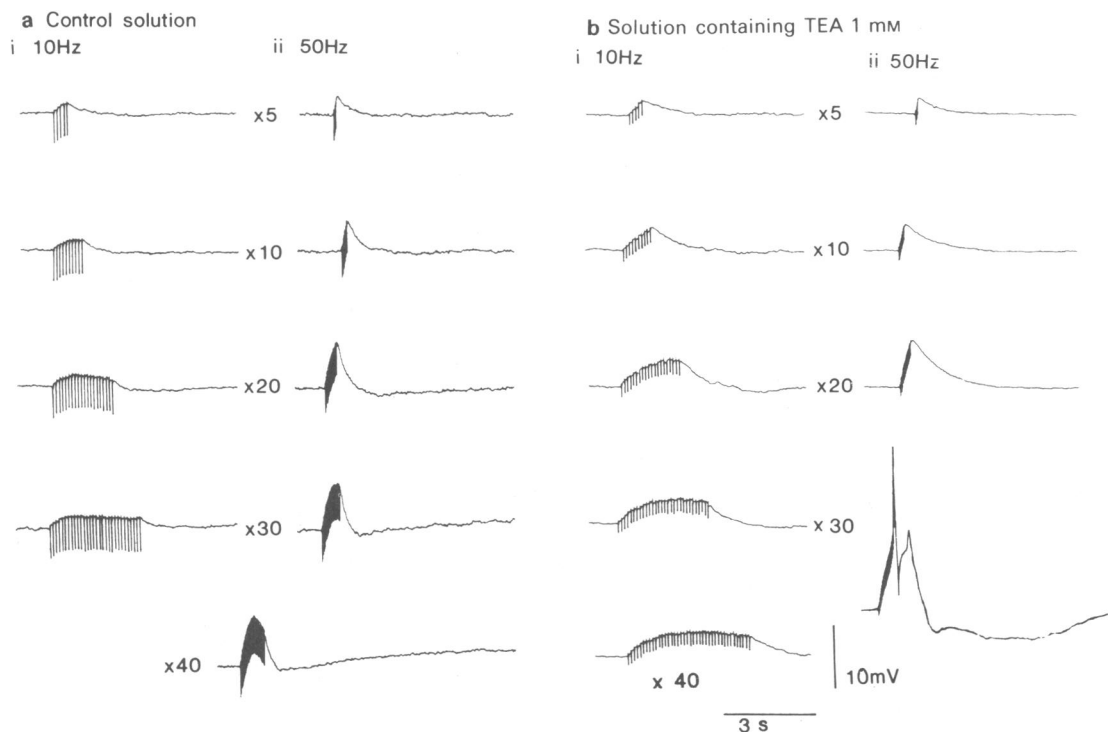 a Control solution
i 10Hz ii 50Hz
x5
x10
x20
x30
x40
b Solution containing TEA 1 mM
i 10Hz ii 50Hz
x5
x10
x20
x 30
x 40
10mV
3 s